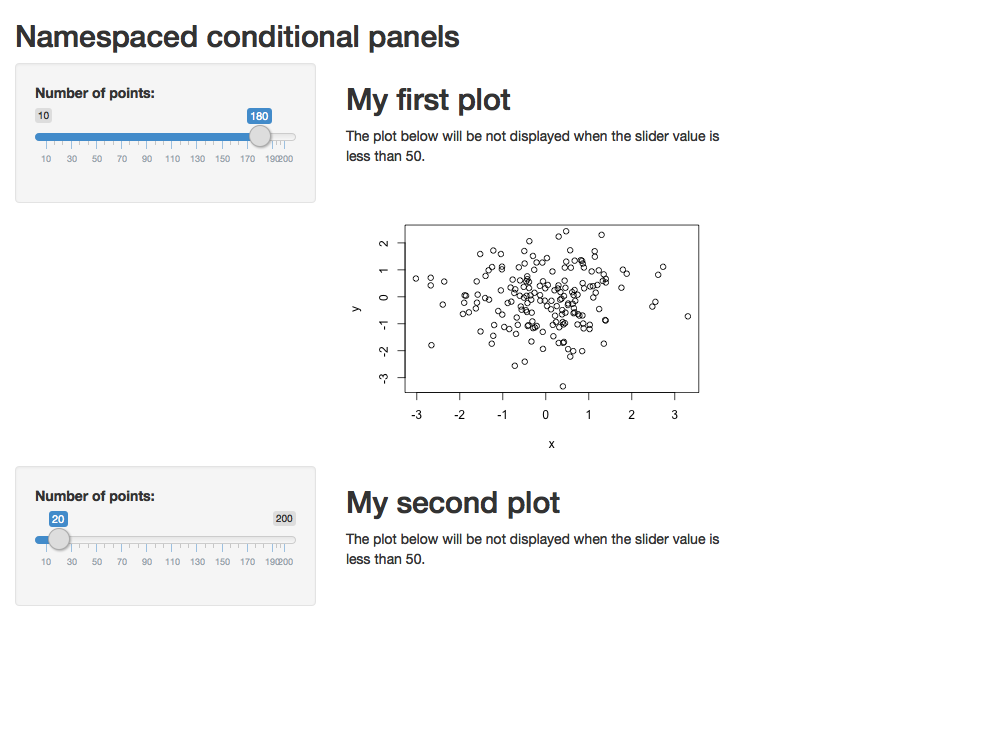 Namespaced conditional panels
Number of points:
10 180
10 30 50 70 90 110 130 150 170 190 200
My first plot
The plot below will be not displayed when the slider value is
less than 50.
2
1
0
-1
-2
-3
y
-3 -2 -1 0 1 2 3
x
Number of points:
20 200
10 30 50 70 90 110 130 150 170 190 200
My second plot
The plot below will be not displayed when the slider value is
less than 50.